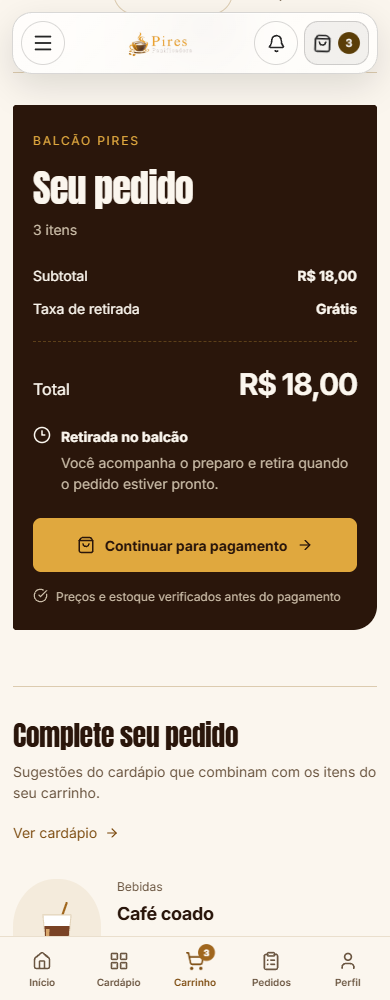 Pires
3
BALCÃO PIRES
Seu pedido
3 itens
Subtotal
R$ 18,00
Taxa de retirada
Grátis
Total
R$ 18,00
Retirada no balcão
Você acompanha o preparo e retira quando
o pedido estiver pronto.
Continuar para pagamento
Preços e estoque verificados antes do pagamento
Complete seu pedido
Sugestões do cardápio que combinam com os itens do
seu carrinho.
Ver cardápio
Bebidas
Café coado
3
Início
Cardápio
Carrinho
Pedidos
Perfil